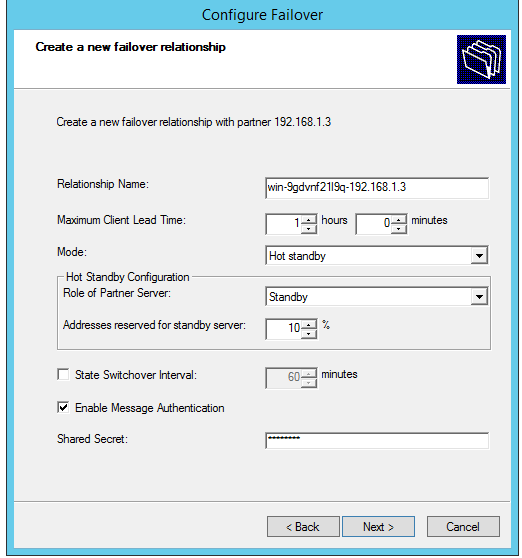 Configure Failover
Create a new failover relationship
Create a new failover relationship with partner 192.168.1.3
Relationship Name: win-9gdvnf21l9q-192.168.1.3
Maximum Client Lead Time: 1 hours 0 minutes
Mode: Hot standby
Hot Standby Configuration
Role of Partner Server: Standby
Addresses reserved for standby server: 10 %
State Switchover Interval: 60 minutes
Enable Message Authentication
Shared Secret: ********
< Back Next > Cancel